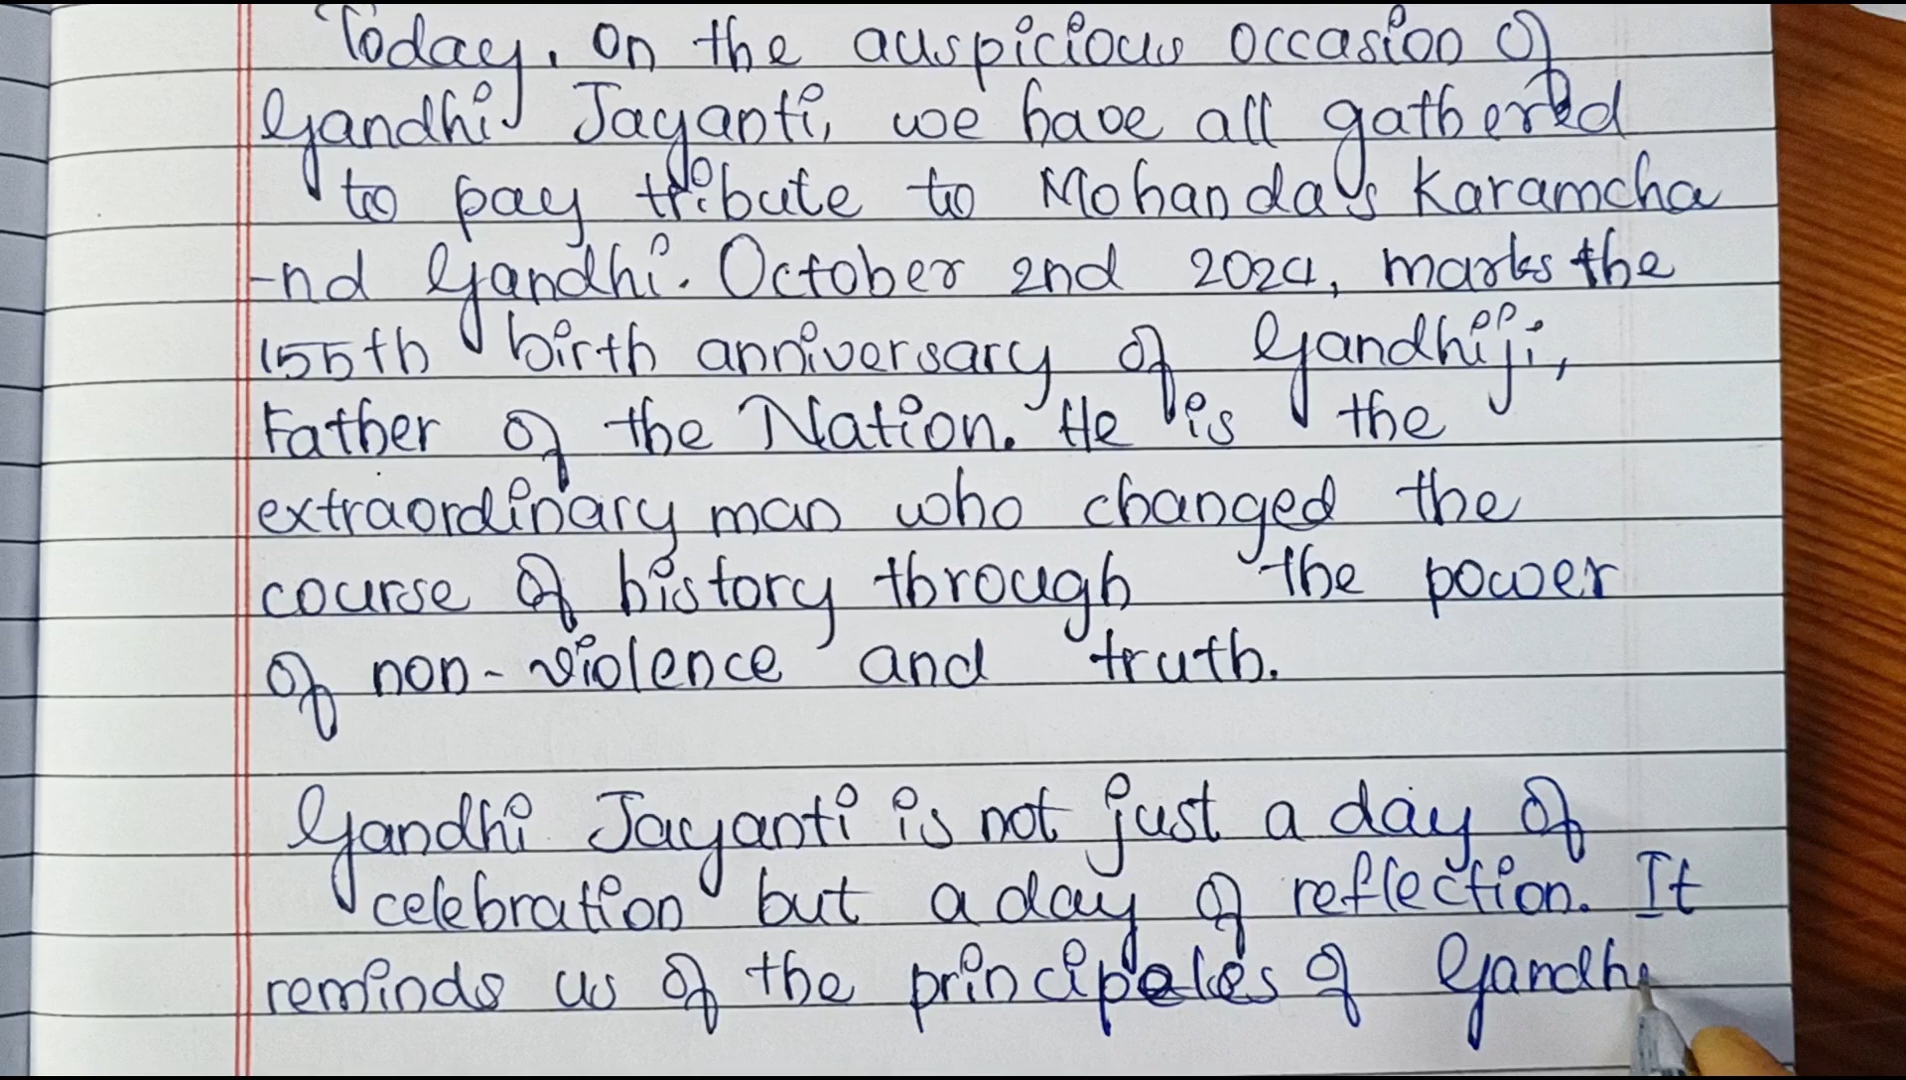 Today, on the auspicious occasion of
Gandhi Jayanti, we have all gathered
to pay tribute to Mohandas Karamcha
-nd Gandhi. October 2nd 2024, marks the
155th birth anniversary of Gandhiji,
Father of the Nation. He is the
extraordinary man who changed the
course of history through the power
of non-violence and truth.
Gandhi Jayanti is not just a day of
celebration but a day of reflection. It
reminds us of the principles of Gandhi